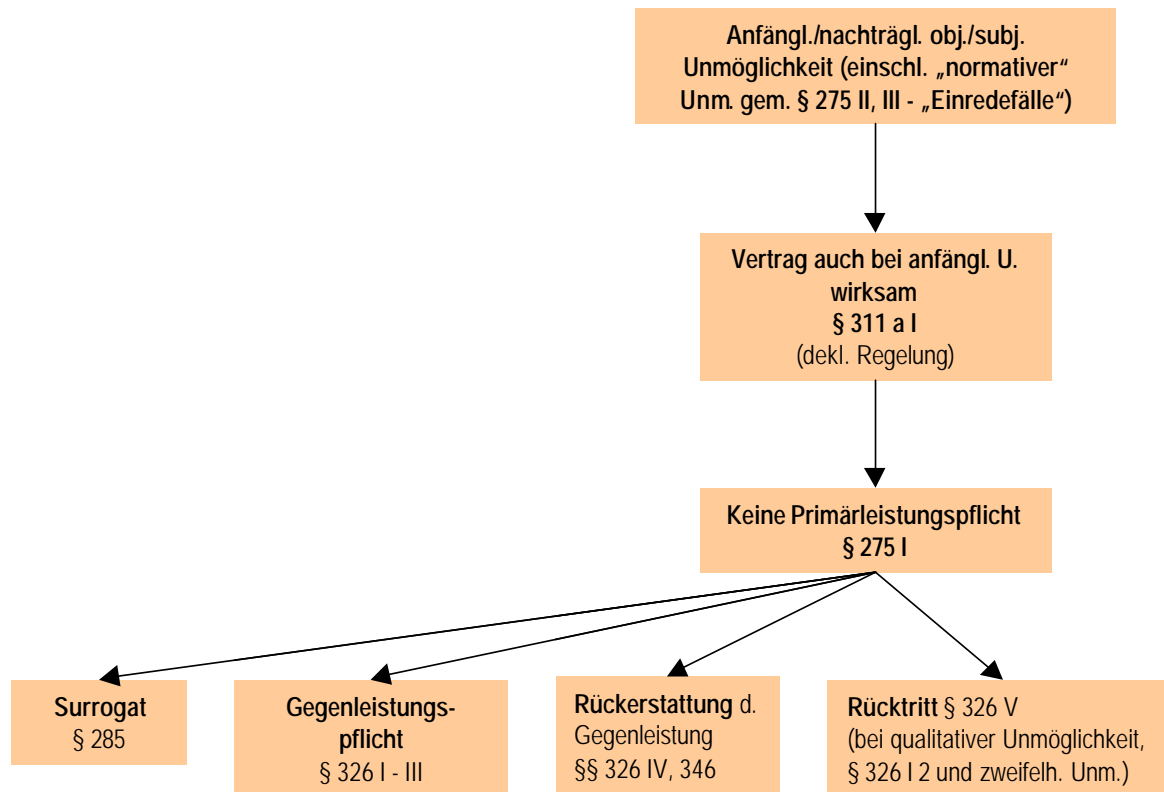 Anfängl./nachträgl. obj./subj.
Unmöglichkeit (einschl. „normativer“
Unm. gem. § 275 II, III - „Einredefälle“)
Vertrag auch bei anfängl. U.
wirksam
§ 311 a I
(dekl. Regelung)
Keine Primärleistungspflicht
§ 275 I
Surrogat
§ 285
Gegenleistungs-
pflicht
§ 326 I - III
Rückerstattung d.
Gegenleistung
§§ 326 IV, 346
Rücktritt § 326 V
(bei qualitativer Unmöglichkeit,
§ 326 I 2 und zweifelh. Unm.)